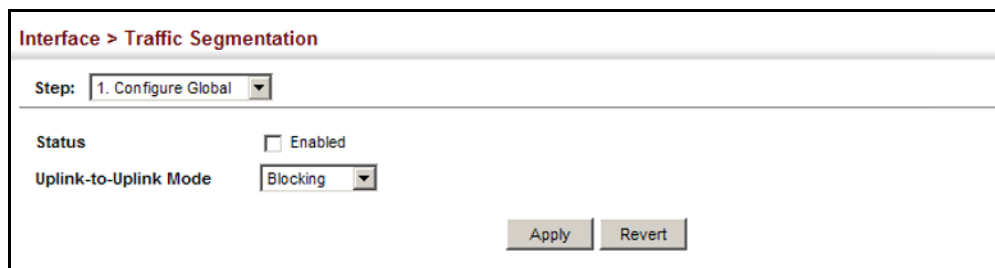 Interface > Traffic Segmentation
Step: 1. Configure Global
Status Enabled
Uplink-to-Uplink Mode Blocking
Apply Revert